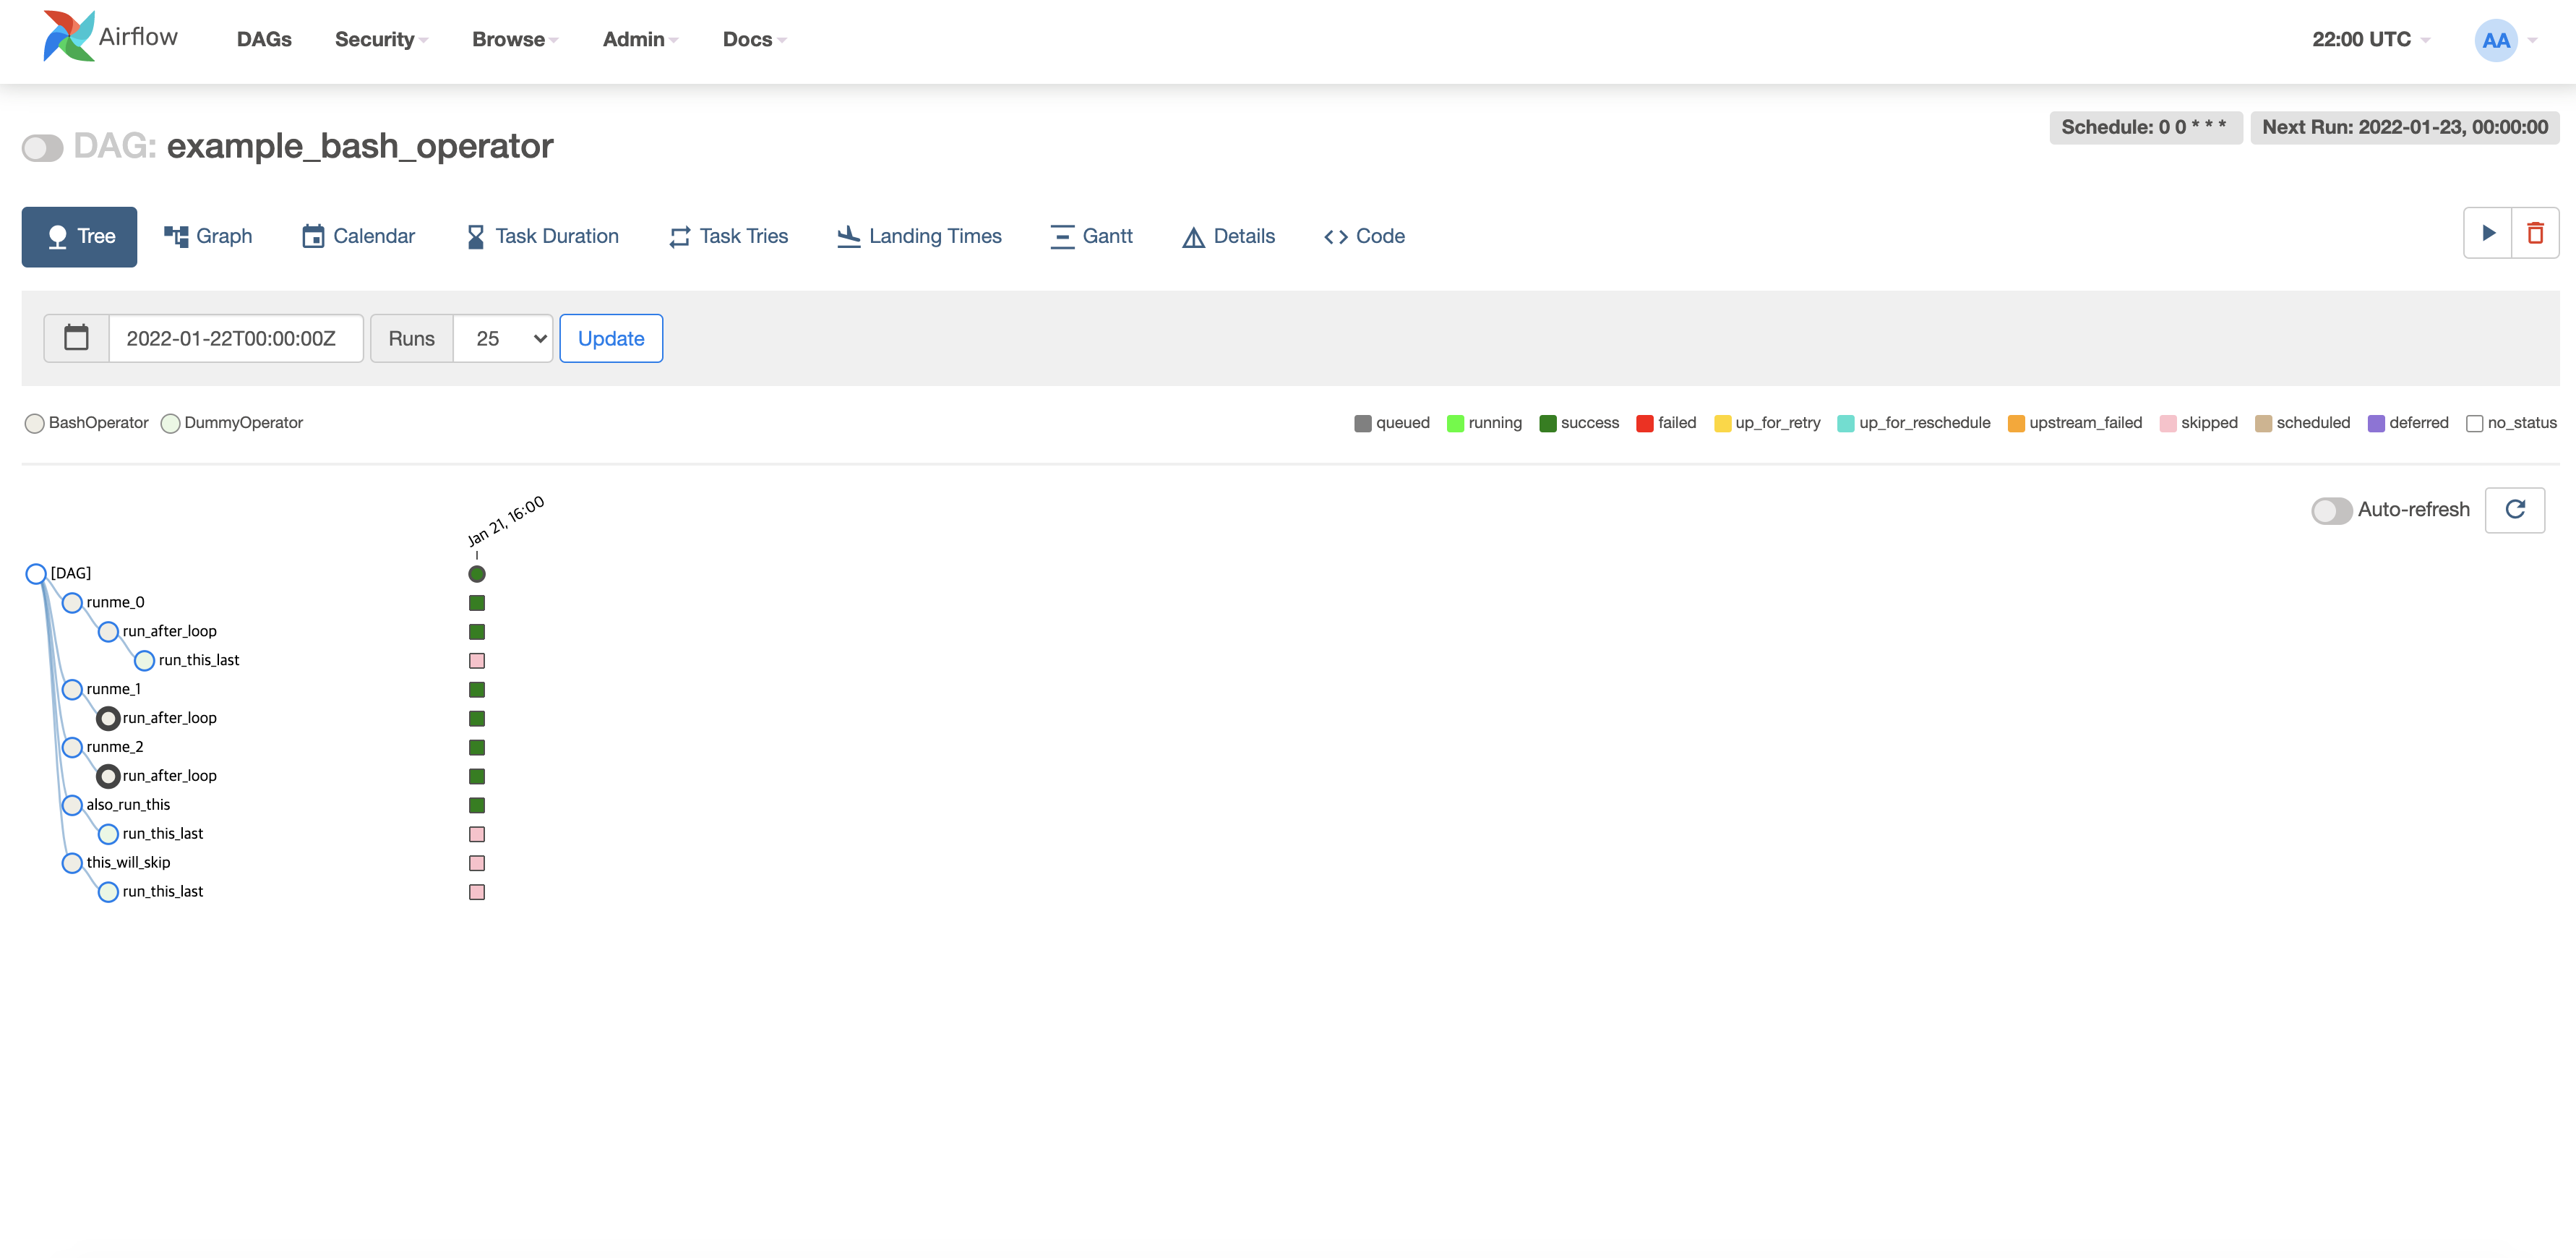 Airflow DAGs Security Browse Admin Docs 22:00 UTC AA
DAG: example_bash_operator Schedule: 0 0 * * * Next Run: 2022-01-23, 00:00:00
Tree Graph Calendar Task Duration Task Tries Landing Times Gantt Details Code
2022-01-22T00:00:00Z Runs 25 Update
BashOperator DummyOperator queued running success failed up_for_retry up_for_reschedule upstream_failed skipped scheduled deferred no_status
Auto-refresh
Jan 21, 16:00
[DAG]
runme_0
run_after_loop
run_this_last
runme_1
run_after_loop
runme_2
run_after_loop
also_run_this
run_this_last
this_will_skip
run_this_last